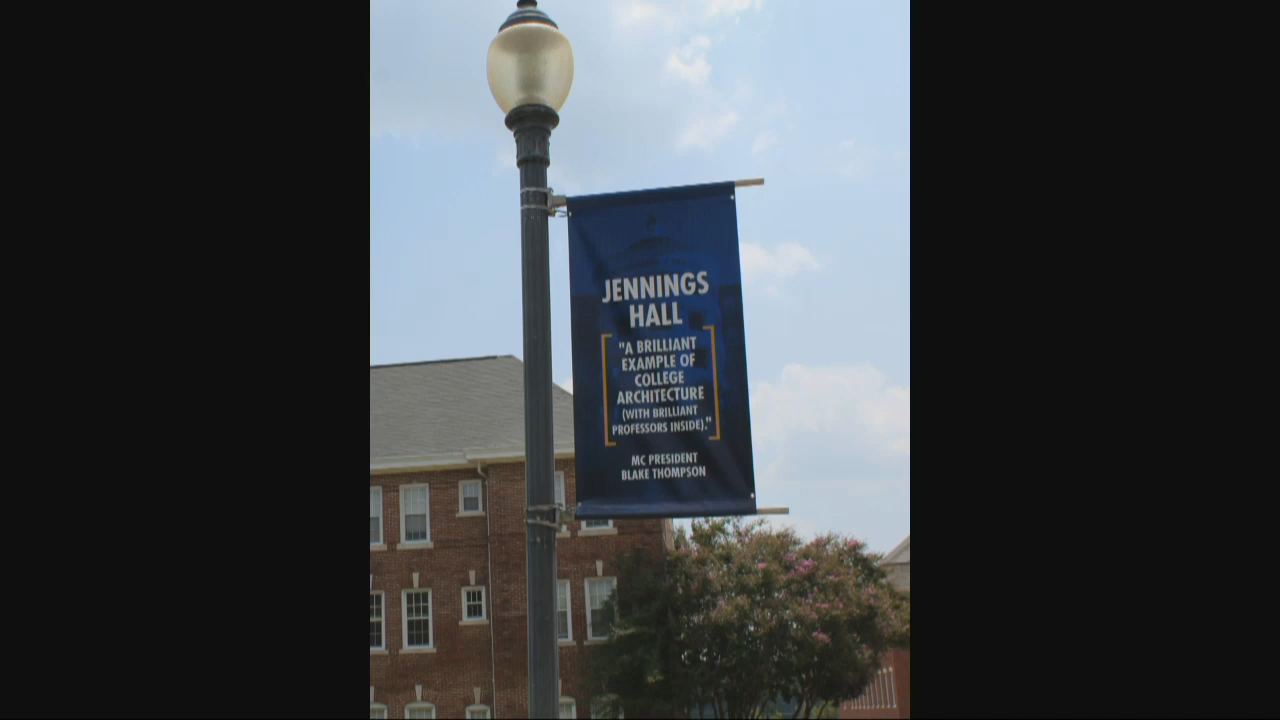 JENNINGS
HALL
"A BRILLIANT
EXAMPLE OF
COLLEGE
ARCHITECTURE
(WITH BRILLIANT
PROFESSORS INSIDE)."
MC PRESIDENT
BLAKE THOMPSON